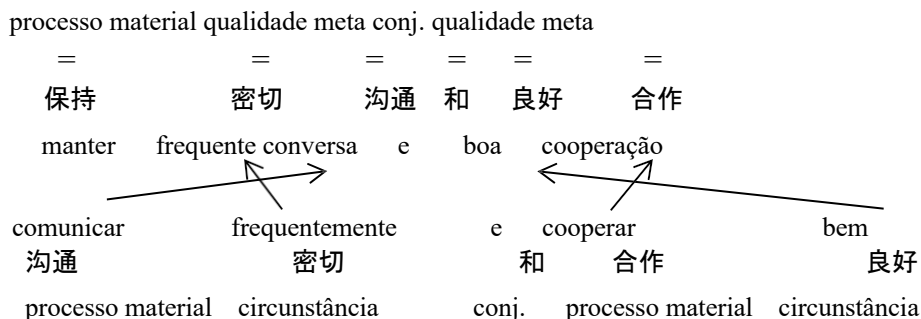 processo material qualidade meta conj. qualidade meta
= = = = = =
保持 密切 沟通 和 良好 合作
manter frequente conversa e boa cooperação
comunicar frequentemente e cooperar bem
沟通 密切 和 合作 良好
processo material circunstância conj. processo material circunstância